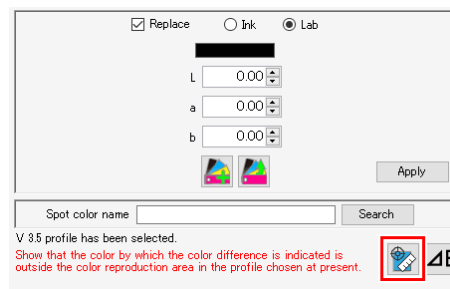 Replace Ink Lab
L 0.00
a 0.00
b 0.00
Apply
Spot color name Search
V 3.5 profile has been selected.
Show that the color by which the color difference is indicated is
outside the color reproduction area in the profile chosen at present.
⊿E